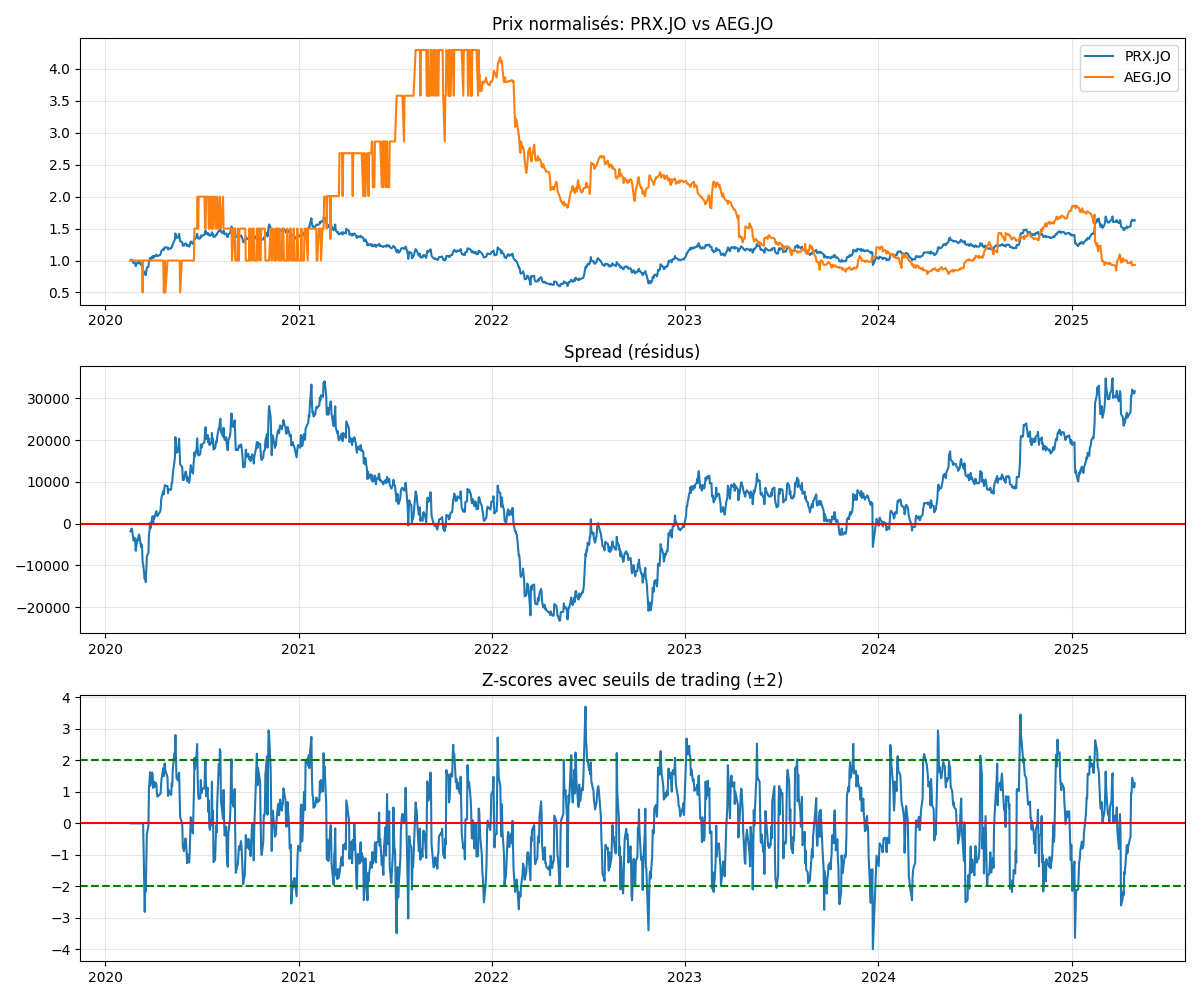 Prix normalisés: PRX.JO vs AEG.JO
PRX.JO
AEG.JO
4.0
3.5
3.0
2.5
2.0
1.5
1.0
0.5
2020 2021 2022 2023 2024 2025
Spread (résidus)
30000
20000
10000
0
−10000
−20000
2020 2021 2022 2023 2024 2025
Z-scores avec seuils de trading (±2)
4
3
2
1
0
−1
−2
−3
−4
2020 2021 2022 2023 2024 2025